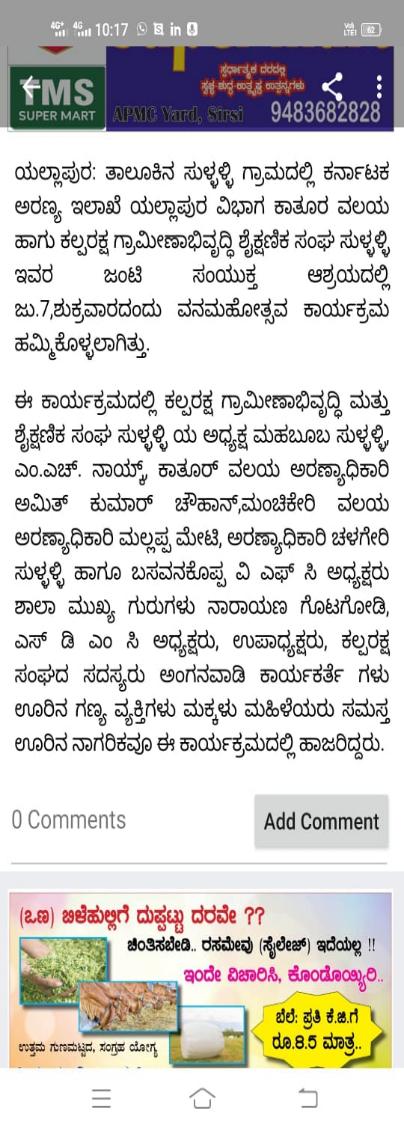 4G+ 4G 10:17 in Vo LTE1 62
TMS
SUPER MART
ಸ್ಪರ್ಧಾತ್ಮಕ ದರದಲ್ಲಿ
ಸ್ವಚ್ಛ-ಶುದ್ಧ-ಉತ್ಕೃಷ್ಟ ಉತ್ಪನ್ನಗಳು
APMC Yard, Sirsi 9483682828
ಯಲ್ಲಾಪುರ: ತಾಲೂಕಿನ ಸುಳ್ಳಳ್ಳಿ ಗ್ರಾಮದಲ್ಲಿ ಕರ್ನಾಟಕ
ಅರಣ್ಯ ಇಲಾಖೆ ಯಲ್ಲಾಪುರ ವಿಭಾಗ ಕಾತೂರ ವಲಯ
ಹಾಗು ಕಲ್ಪರಕ್ಷ ಗ್ರಾಮೀಣಾಭಿವೃದ್ಧಿ ಶೈಕ್ಷಣಿಕ ಸಂಘ ಸುಳ್ಳಳ್ಳಿ
ಇವರ ಜಂಟಿ ಸಂಯುಕ್ತ ಆಶ್ರಯದಲ್ಲಿ
ಜು.7,ಶುಕ್ರವಾರದಂದು ವನಮಹೋತ್ಸವ ಕಾರ್ಯಕ್ರಮ
ಹಮ್ಮಿಕೊಳ್ಳಲಾಗಿತ್ತು.
ಈ ಕಾರ್ಯಕ್ರಮದಲ್ಲಿ ಕಲ್ಪರಕ್ಷ ಗ್ರಾಮೀಣಾಭಿವೃದ್ಧಿ ಮತ್ತು
ಶೈಕ್ಷಣಿಕ ಸಂಘ ಸುಳ್ಳಳ್ಳಿ ಯ ಅಧ್ಯಕ್ಷ ಮಹಬೂಬ ಸುಳ್ಳಳ್ಳಿ,
ಎಂ.ಎಚ್. ನಾಯ್ಕ್, ಕಾತೂರ್ ವಲಯ ಅರಣ್ಯಾಧಿಕಾರಿ
ಅಮಿತ್ ಕುಮಾರ್ ಚೌಹಾನ್,ಮಂಚಿಕೇರಿ ವಲಯ
ಅರಣ್ಯಾಧಿಕಾರಿ ಮಲ್ಲಪ್ಪ ಮೇಟಿ, ಅರಣ್ಯಾಧಿಕಾರಿ ಚಳಗೇರಿ
ಸುಳ್ಳಳ್ಳಿ ಹಾಗೂ ಬಸವನಕೊಪ್ಪ ವಿ ಎಫ್ ಸಿ ಅಧ್ಯಕ್ಷರು
ಶಾಲಾ ಮುಖ್ಯ ಗುರುಗಳು ನಾರಾಯಣ ಗೊಟಗೋಡಿ,
ಎಸ್ ಡಿ ಎಂ ಸಿ ಅಧ್ಯಕ್ಷರು, ಉಪಾಧ್ಯಕ್ಷರು, ಕಲ್ಪರಕ್ಷ
ಸಂಘದ ಸದಸ್ಯರು ಅಂಗನವಾಡಿ ಕಾರ್ಯಕರ್ತೆ ಗಳು
ಊರಿನ ಗಣ್ಯ ವ್ಯಕ್ತಿಗಳು ಮಕ್ಕಳು ಮಹಿಳೆಯರು ಸಮಸ್ತ
ಊರಿನ ನಾಗರಿಕವೂ ಈ ಕಾರ್ಯಕ್ರಮದಲ್ಲಿ ಹಾಜರಿದ್ದರು.
0 Comments Add Comment
(ಒಣ) ಬಿಳಿಹುಲ್ಲಿಗೆ ದುಪ್ಪಟ್ಟು ದರವೇ ??
ಚಿಂತಿಸಬೇಡಿ.. ರಸಮೇವು (ಸೈಲೇಜ್) ಇದೆಯಲ್ಲ !!
ಇಂದೇ ವಿಚಾರಿಸಿ, ಕೊಂಡೊಯ್ಯಿರಿ..
ಬೆಲೆ: ಪ್ರತಿ ಕೆ.ಜಿ.ಗೆ
ರೂ.8.5 ಮಾತ್ರ..
ಉತ್ತಮ ಗುಣಮಟ್ಟದ, ಸಂಗ್ರಹ ಯೋಗ್ಯ